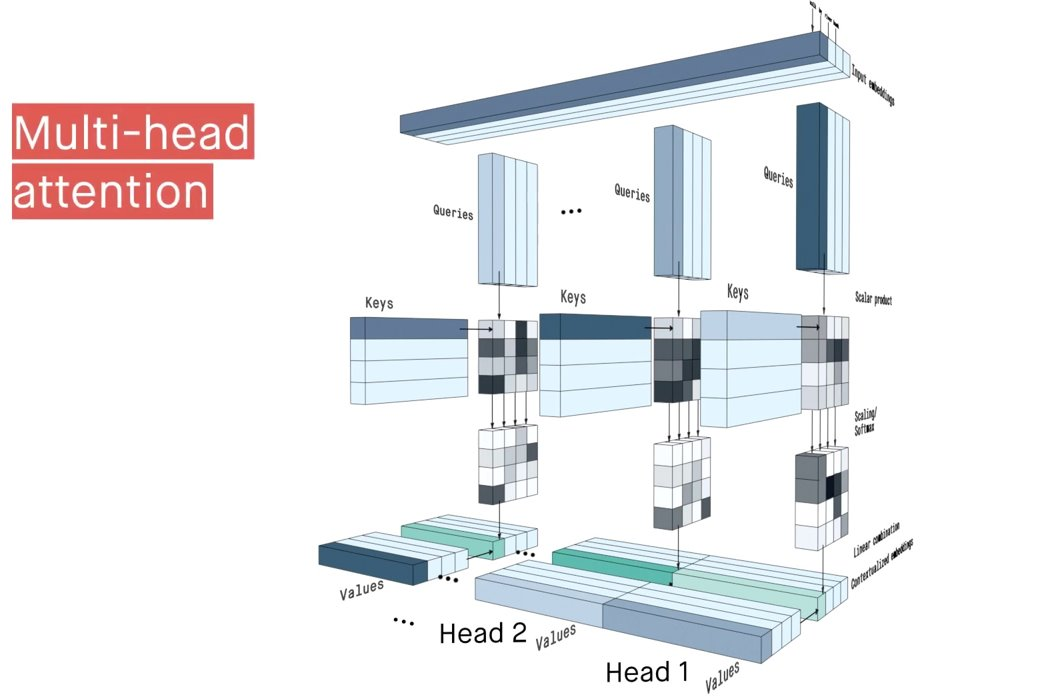 Multi-head
attention
Input embeddings
Queries
Queries
Queries
Keys
Keys
Keys
Scalar product
Scaling/
Softmax
Linear combination
Contextualized embeddings
Values
Head 2
Values
Head 1
Values